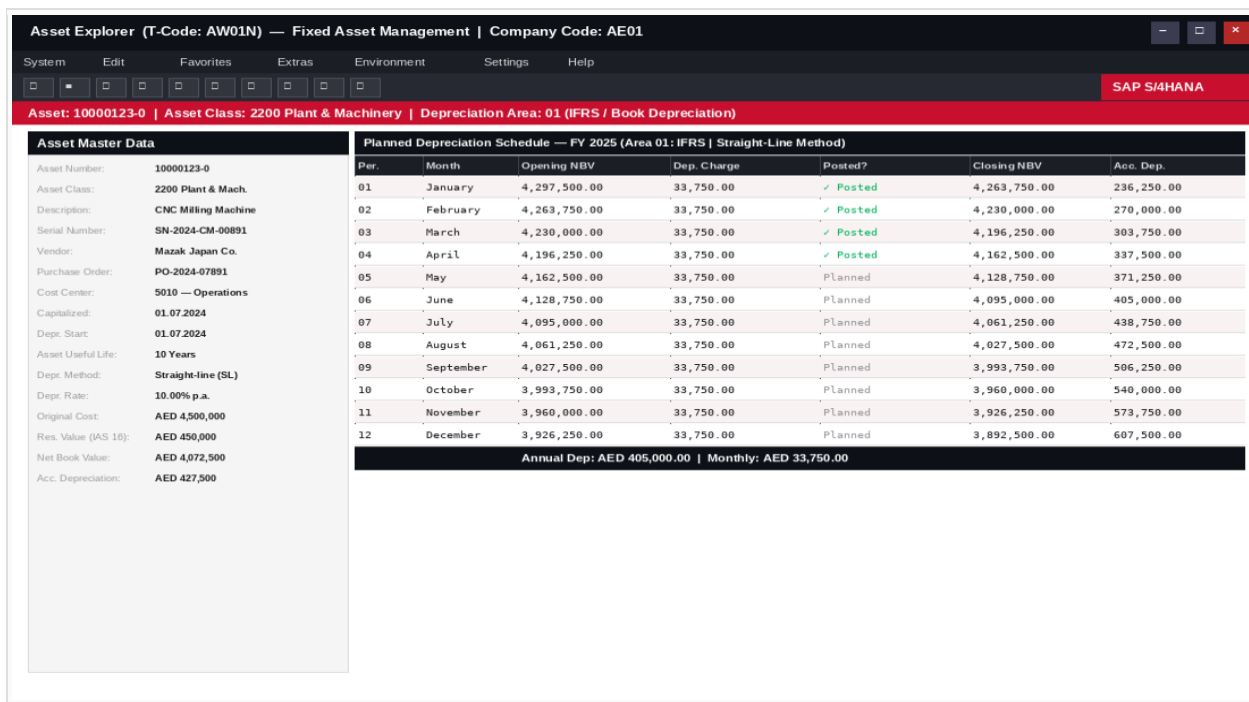 Asset Explorer (T-Code: AW01N) — Fixed Asset Management | Company Code: AE01
System Edit Favorites Extras Environment Settings Help
SAP S/4HANA
Asset: 10000123-0 | Asset Class: 2200 Plant & Machinery | Depreciation Area: 01 (IFRS / Book Depreciation)
Asset Master Data
Asset Number: 10000123-0
Asset Class: 2200 Plant & Mach.
Description: CNC Milling Machine
Serial Number: SN-2024-CM-00891
Vendor: Mazak Japan Co.
Purchase Order: PO-2024-07891
Cost Center: 5010 — Operations
Capitalized: 01.07.2024
Depr. Start: 01.07.2024
Asset Useful Life: 10 Years
Depr. Method: Straight-line (SL)
Depr. Rate: 10.00% p.a.
Original Cost: AED 4,500,000
Res. Value (IAS 16): AED 450,000
Net Book Value: AED 4,072,500
Acc. Depreciation: AED 427,500
Planned Depreciation Schedule — FY 2025 (Area 01: IFRS | Straight-Line Method)
Per. Month Opening NBV Dep. Charge Posted? Closing NBV Acc. Dep.
01 January 4,297,500.00 33,750.00 ✓ Posted 4,263,750.00 236,250.00
02 February 4,263,750.00 33,750.00 ✓ Posted 4,230,000.00 270,000.00
03 March 4,230,000.00 33,750.00 ✓ Posted 4,196,250.00 303,750.00
04 April 4,196,250.00 33,750.00 ✓ Posted 4,162,500.00 337,500.00
05 May 4,162,500.00 33,750.00 Planned 4,128,750.00 371,250.00
06 June 4,128,750.00 33,750.00 Planned 4,095,000.00 405,000.00
07 July 4,095,000.00 33,750.00 Planned 4,061,250.00 438,750.00
08 August 4,061,250.00 33,750.00 Planned 4,027,500.00 472,500.00
09 September 4,027,500.00 33,750.00 Planned 3,993,750.00 506,250.00
10 October 3,993,750.00 33,750.00 Planned 3,960,000.00 540,000.00
11 November 3,960,000.00 33,750.00 Planned 3,926,250.00 573,750.00
12 December 3,926,250.00 33,750.00 Planned 3,892,500.00 607,500.00
Annual Dep: AED 405,000.00 | Monthly: AED 33,750.00